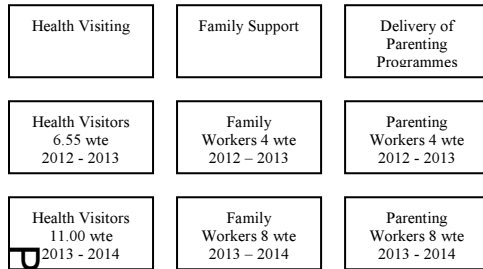 Health Visiting
Family Support
Delivery of
Parenting
Programmes
Health Visitors
6.55 wte
2012 - 2013
Family
Workers 4 wte
2012 – 2013
Parenting
Workers 4 wte
2012 - 2013
Health Visitors
11.00 wte
2013 - 2014
Family
Workers 8 wte
2013 – 2014
Parenting
Workers 8 wte
2013 - 2014
P